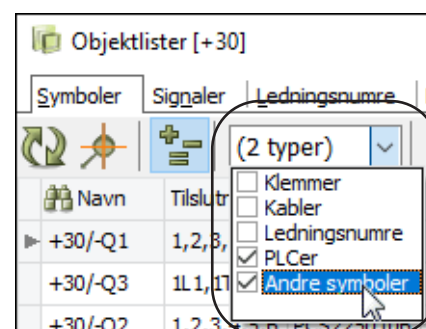 Objektlister [+30]
Symboler Signaler Ledningsnumre
(2 typer)
Navn
Klemmer
Kabler
Ledningsnumre
PLCer
Andre symboler
+30/-Q1 1,2,3,
+30/-Q3 1L1,1T
+30/-Q2 1,2,3